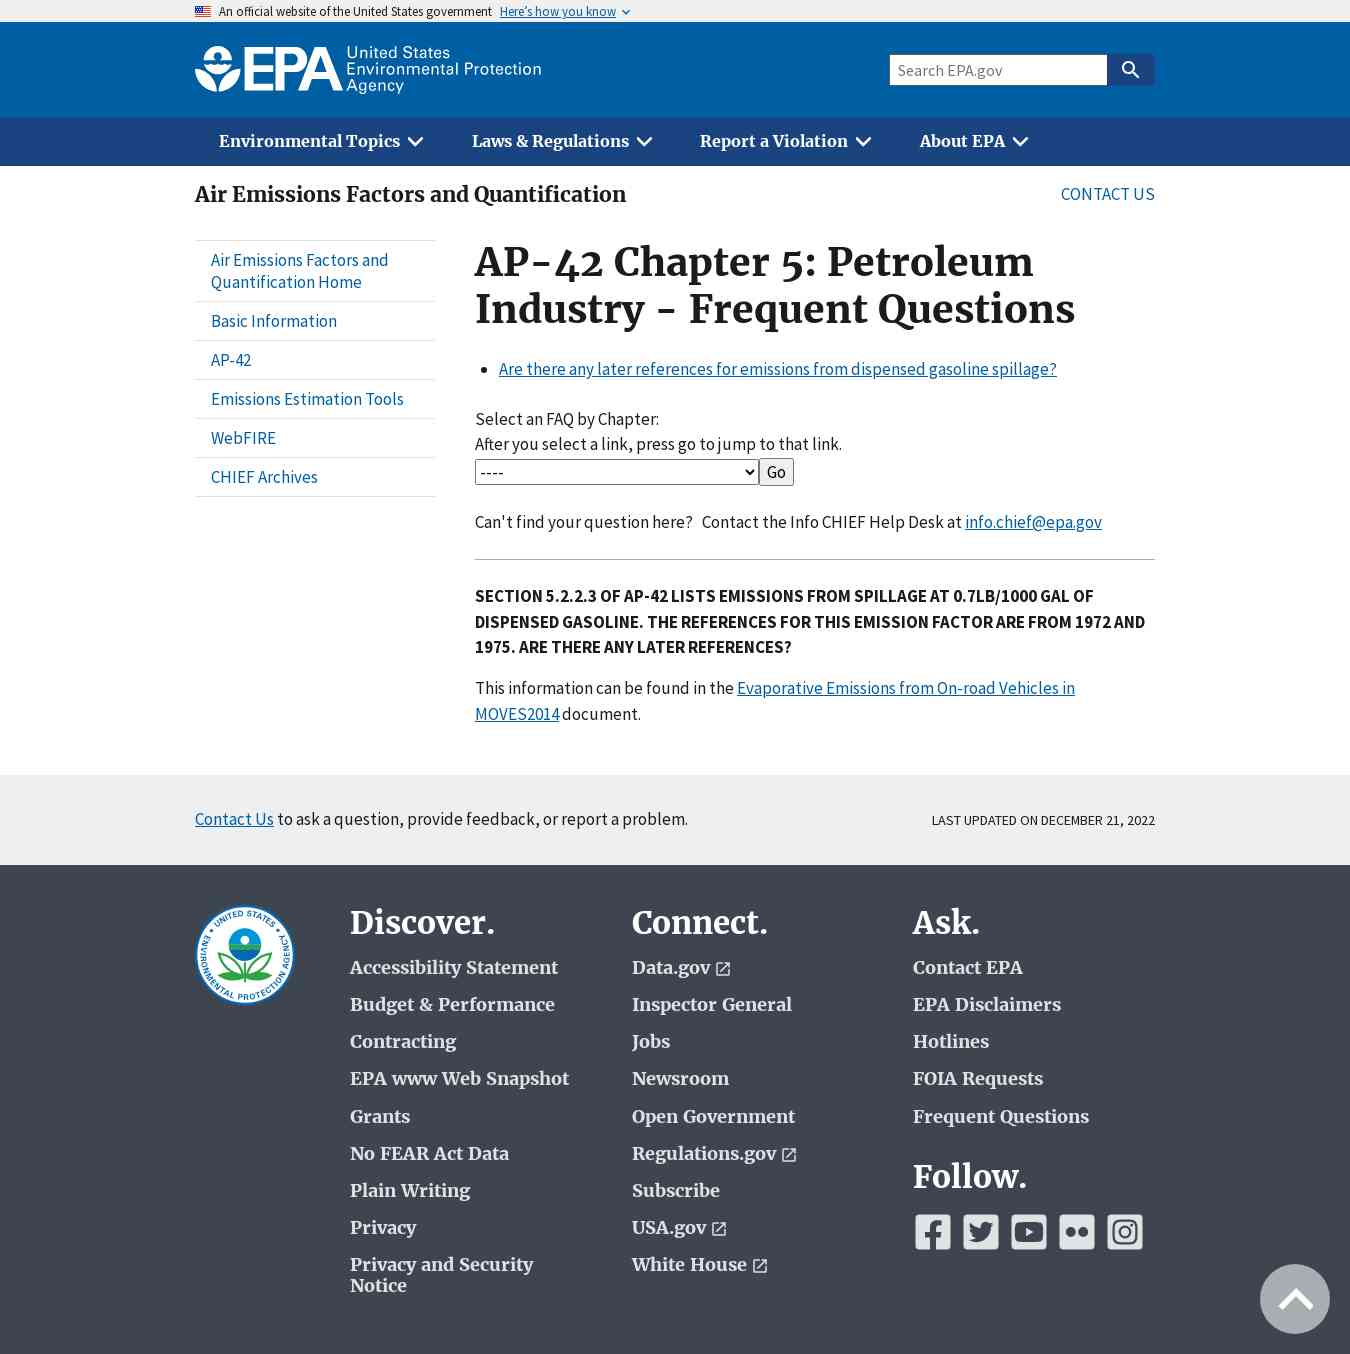 An official website of the United States government Here’s how you know
EPA United States
Environmental Protection
Agency
Search EPA.gov
Environmental Topics
Laws & Regulations
Report a Violation
About EPA
Air Emissions Factors and Quantification
CONTACT US
Air Emissions Factors and
Quantification Home
Basic Information
AP-42
Emissions Estimation Tools
WebFIRE
CHIEF Archives
AP-42 Chapter 5: Petroleum
Industry - Frequent Questions
Are there any later references for emissions from dispensed gasoline spillage?
Select an FAQ by Chapter:
After you select a link, press go to jump to that link.
---- Go
Can't find your question here? Contact the Info CHIEF Help Desk at info.chief@epa.gov
SECTION 5.2.2.3 OF AP-42 LISTS EMISSIONS FROM SPILLAGE AT 0.7LB/1000 GAL OF
DISPENSED GASOLINE. THE REFERENCES FOR THIS EMISSION FACTOR ARE FROM 1972 AND
1975. ARE THERE ANY LATER REFERENCES?
This information can be found in the Evaporative Emissions from On-road Vehicles in
MOVES2014 document.
Contact Us to ask a question, provide feedback, or report a problem.
LAST UPDATED ON DECEMBER 21, 2022
UNITED STATES
ENVIRONMENTAL PROTECTION AGENCY
Discover.
Accessibility Statement
Budget & Performance
Contracting
EPA www Web Snapshot
Grants
No FEAR Act Data
Plain Writing
Privacy
Privacy and Security
Notice
Connect.
Data.gov
Inspector General
Jobs
Newsroom
Open Government
Regulations.gov
Subscribe
USA.gov
White House
Ask.
Contact EPA
EPA Disclaimers
Hotlines
FOIA Requests
Frequent Questions
Follow.